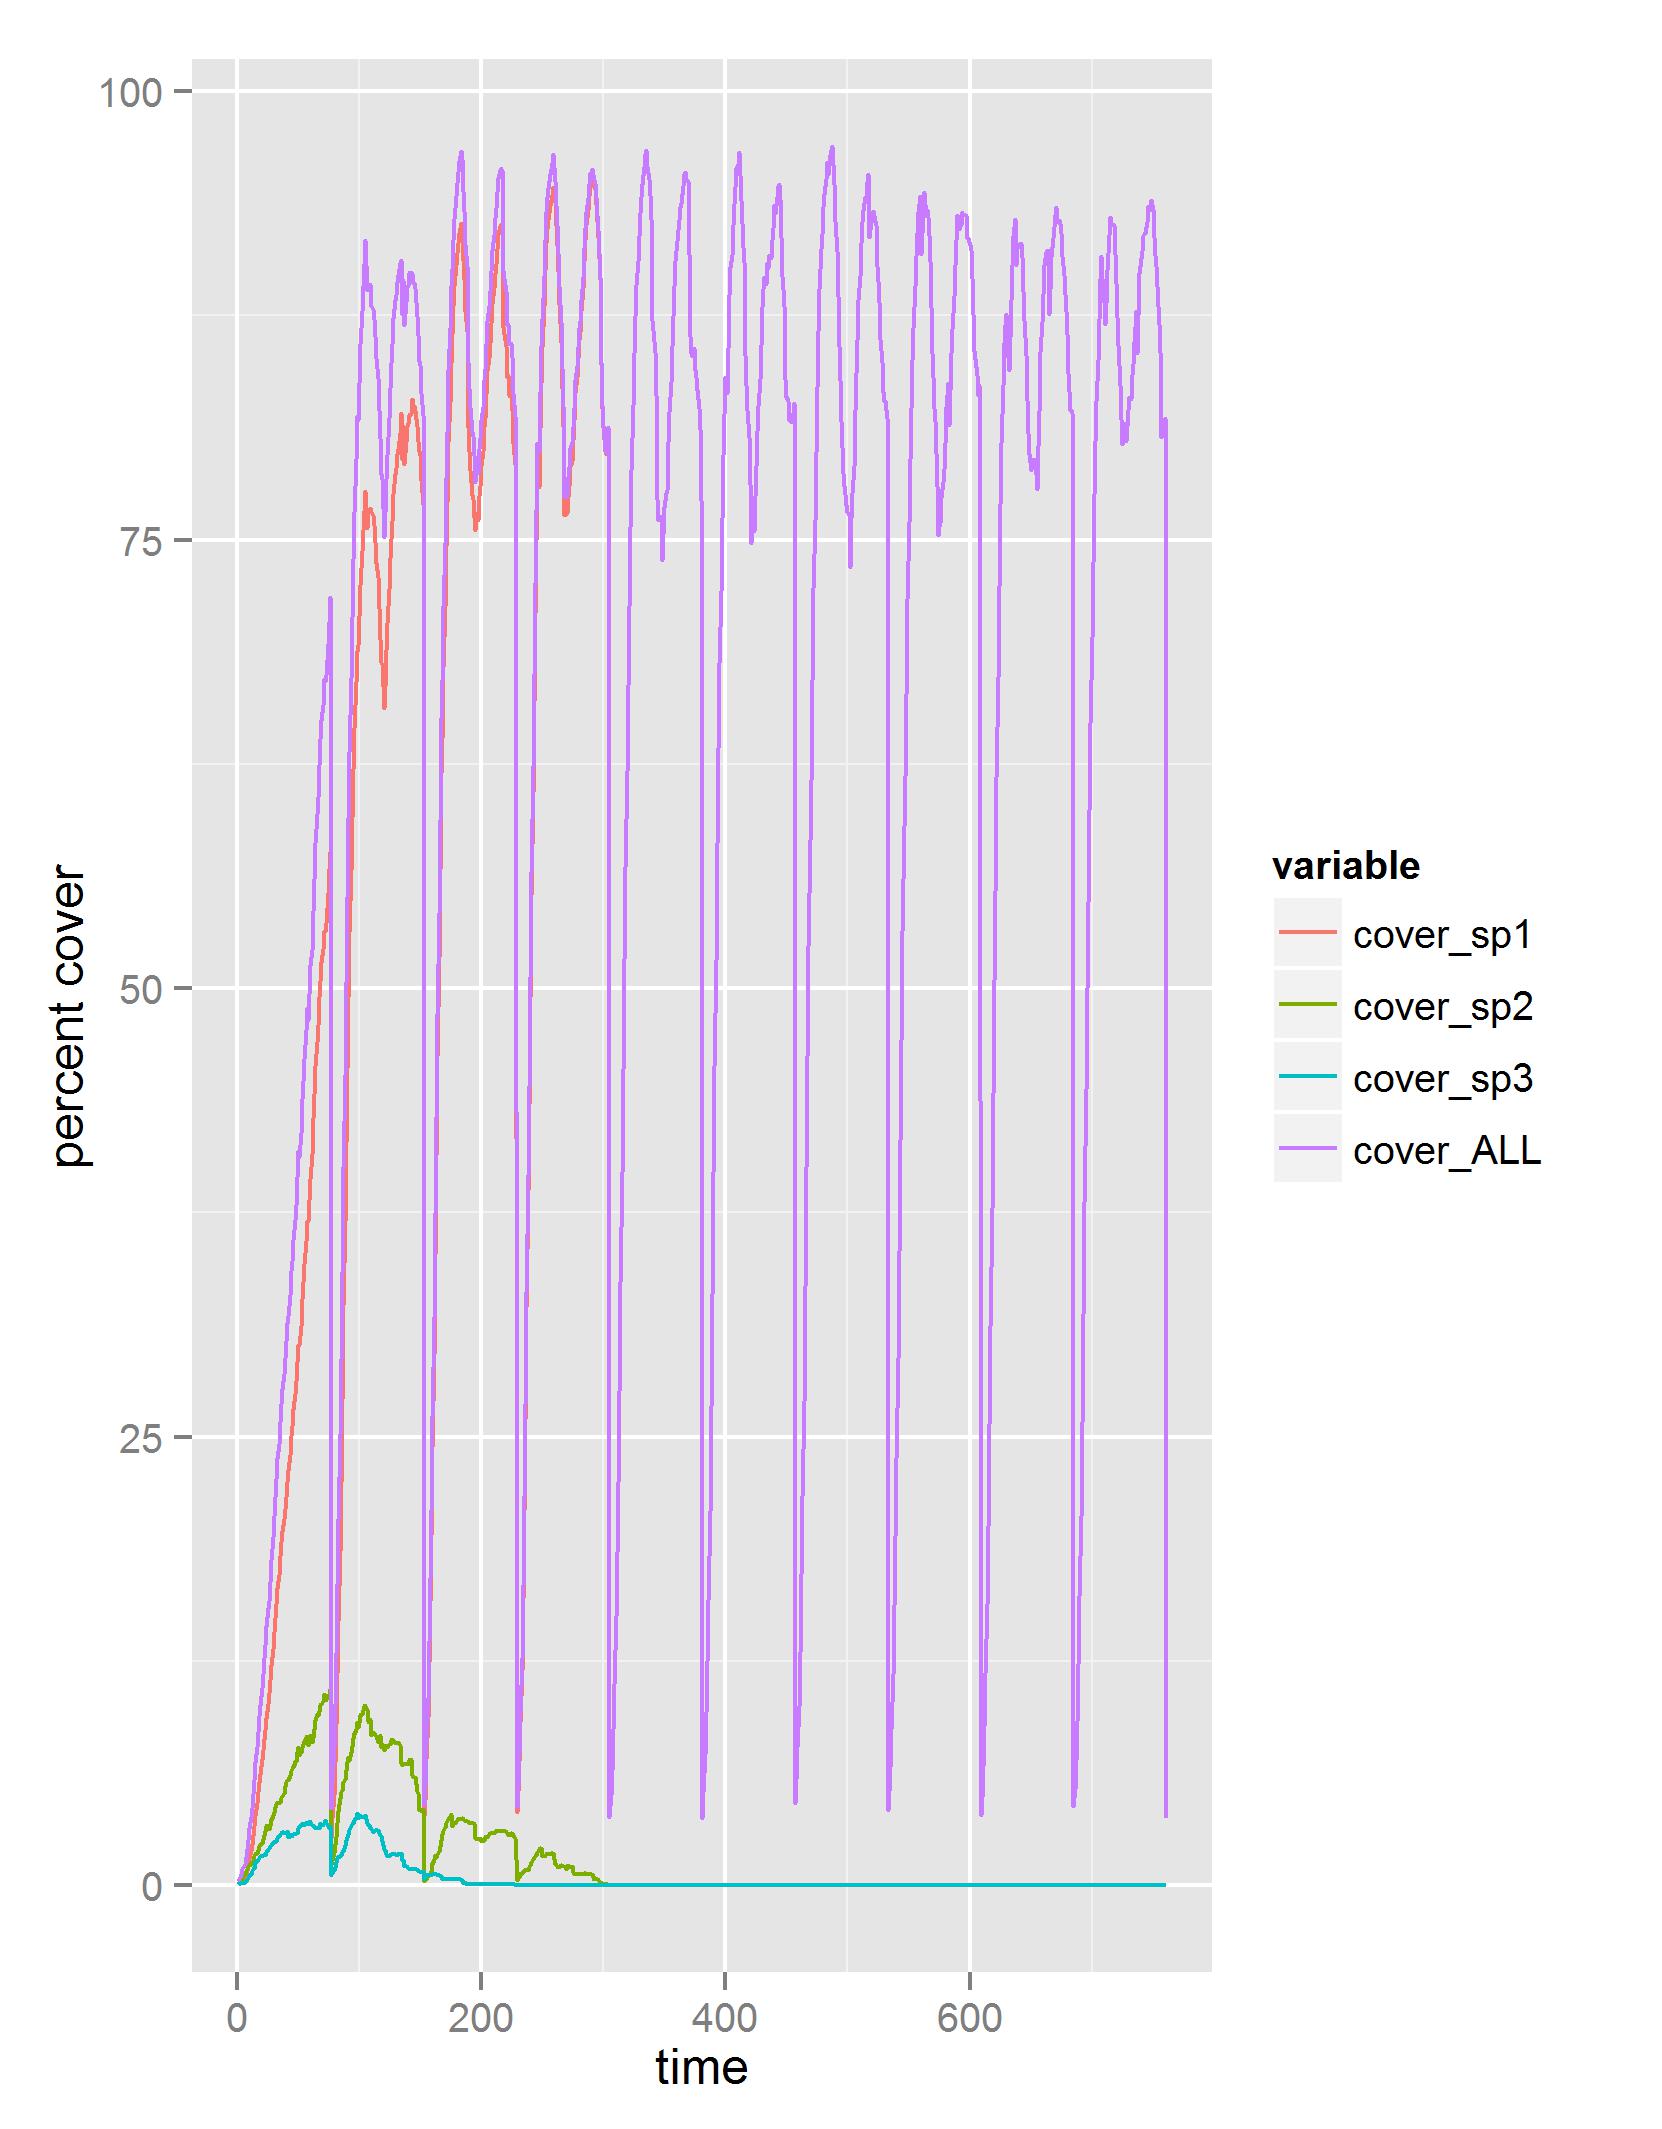 100
75
50
25
0
percent cover
0 200 400 600
time
variable
cover_sp1
cover_sp2
cover_sp3
cover_ALL